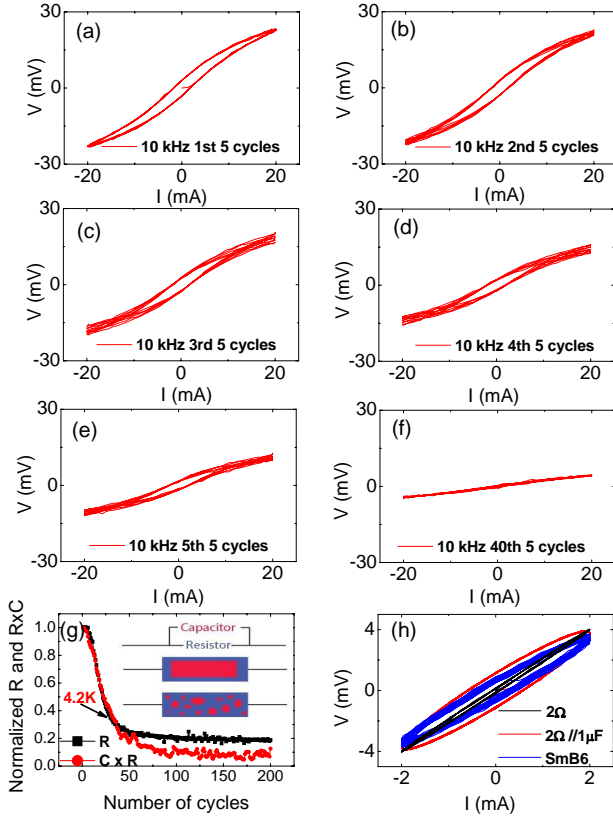 (a)
30
0
-30
V (mV)
-20
0
20
I (mA)
10 kHz 1st 5 cycles
(b)
30
0
-30
V (mV)
-20
0
20
I (mA)
10 kHz 2nd 5 cycles
(c)
30
0
-30
V (mV)
-20
0
20
I (mA)
10 kHz 3rd 5 cycles
(d)
30
0
-30
V (mV)
-20
0
20
I (mA)
10 kHz 4th 5 cycles
(e)
30
0
-30
V (mV)
-20
0
20
I (mA)
10 kHz 5th 5 cycles
(f)
30
0
-30
V (mV)
-20
0
20
I (mA)
10 kHz 40th 5 cycles
(g)
Normalized R and RxC
1.0
0.8
0.6
0.4
0.2
0.0
Capacitor
Resistor
4.2K
R
C x R
0
50
100
150
200
Number of cycles
(h)
4
0
-4
V (mV)
2Ω
2Ω //1μF
SmB6
-2
0
2
I (mA)